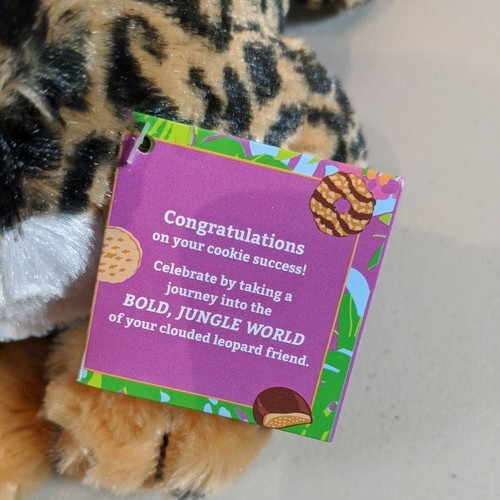 Congratulations
on your cookie success!
Celebrate by taking a
journey into the
BOLD, JUNGLE WORLD
of your clouded leopard friend.